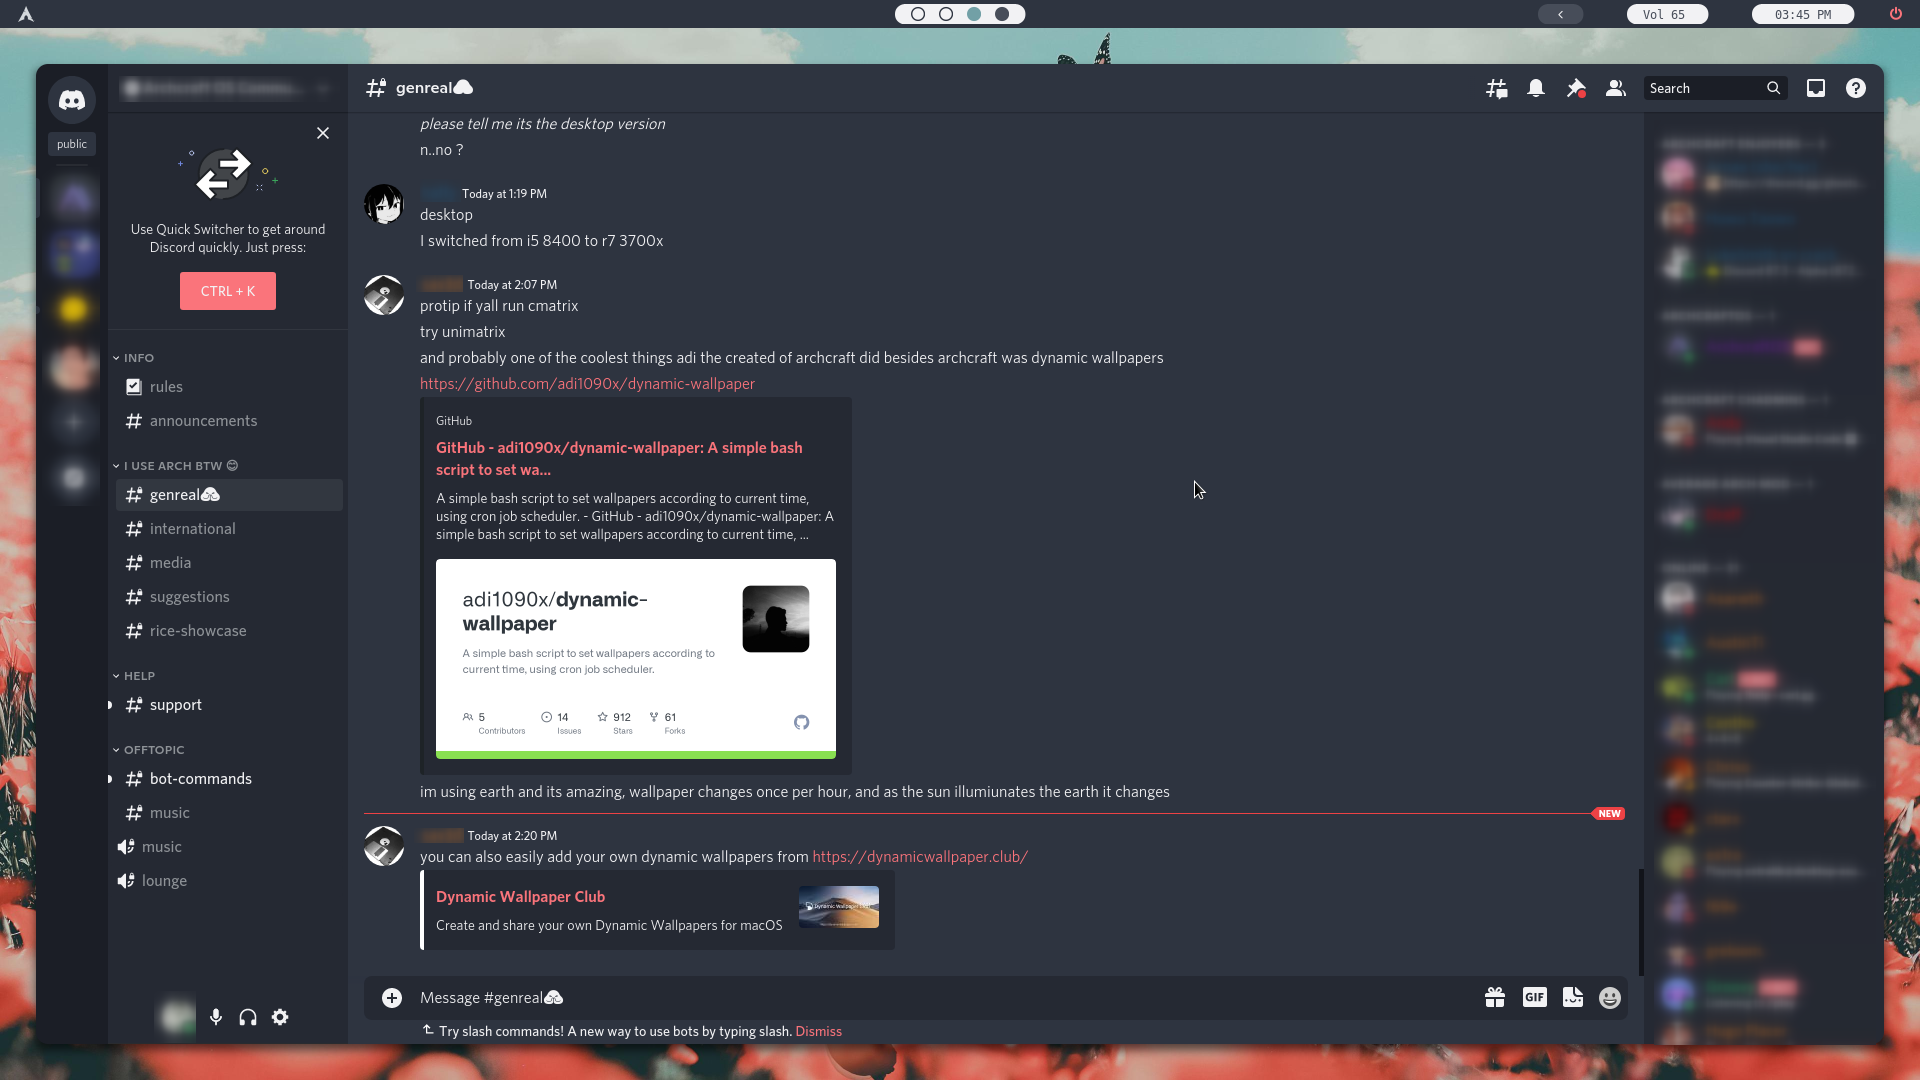 Vol 65
03:45 PM
public
Use Quick Switcher to get around
Discord quickly. Just press:
CTRL + K
INFO
rules
announcements
I USE ARCH BTW 😊
genreal
international
media
suggestions
rice-showcase
HELP
support
OFFTOPIC
bot-commands
music
music
lounge
genreal
Search
please tell me its the desktop version
n..no ?
Today at 1:19 PM
desktop
I switched from i5 8400 to r7 3700x
Today at 2:07 PM
protip if yall run cmatrix
try unimatrix
and probably one of the coolest things adi the created of archcraft did besides archcraft was dynamic wallpapers
https://github.com/adi1090x/dynamic-wallpaper
GitHub
GitHub - adi1090x/dynamic-wallpaper: A simple bash
script to set wa...
A simple bash script to set wallpapers according to current time,
using cron job scheduler. - GitHub - adi1090x/dynamic-wallpaper: A
simple bash script to set wallpapers according to current time, ...
adi1090x/dynamic-
wallpaper
A simple bash script to set wallpapers according to
current time, using cron job scheduler.
5 14 912 61
Contributors Issues Stars Forks
im using earth and its amazing, wallpaper changes once per hour, and as the sun illumiunates the earth it changes
NEW
Today at 2:20 PM
you can also easily add your own dynamic wallpapers from https://dynamicwallpaper.club/
Dynamic Wallpaper Club
Create and share your own Dynamic Wallpapers for macOS
Message #genreal
GIF
Try slash commands! A new way to use bots by typing slash. Dismiss